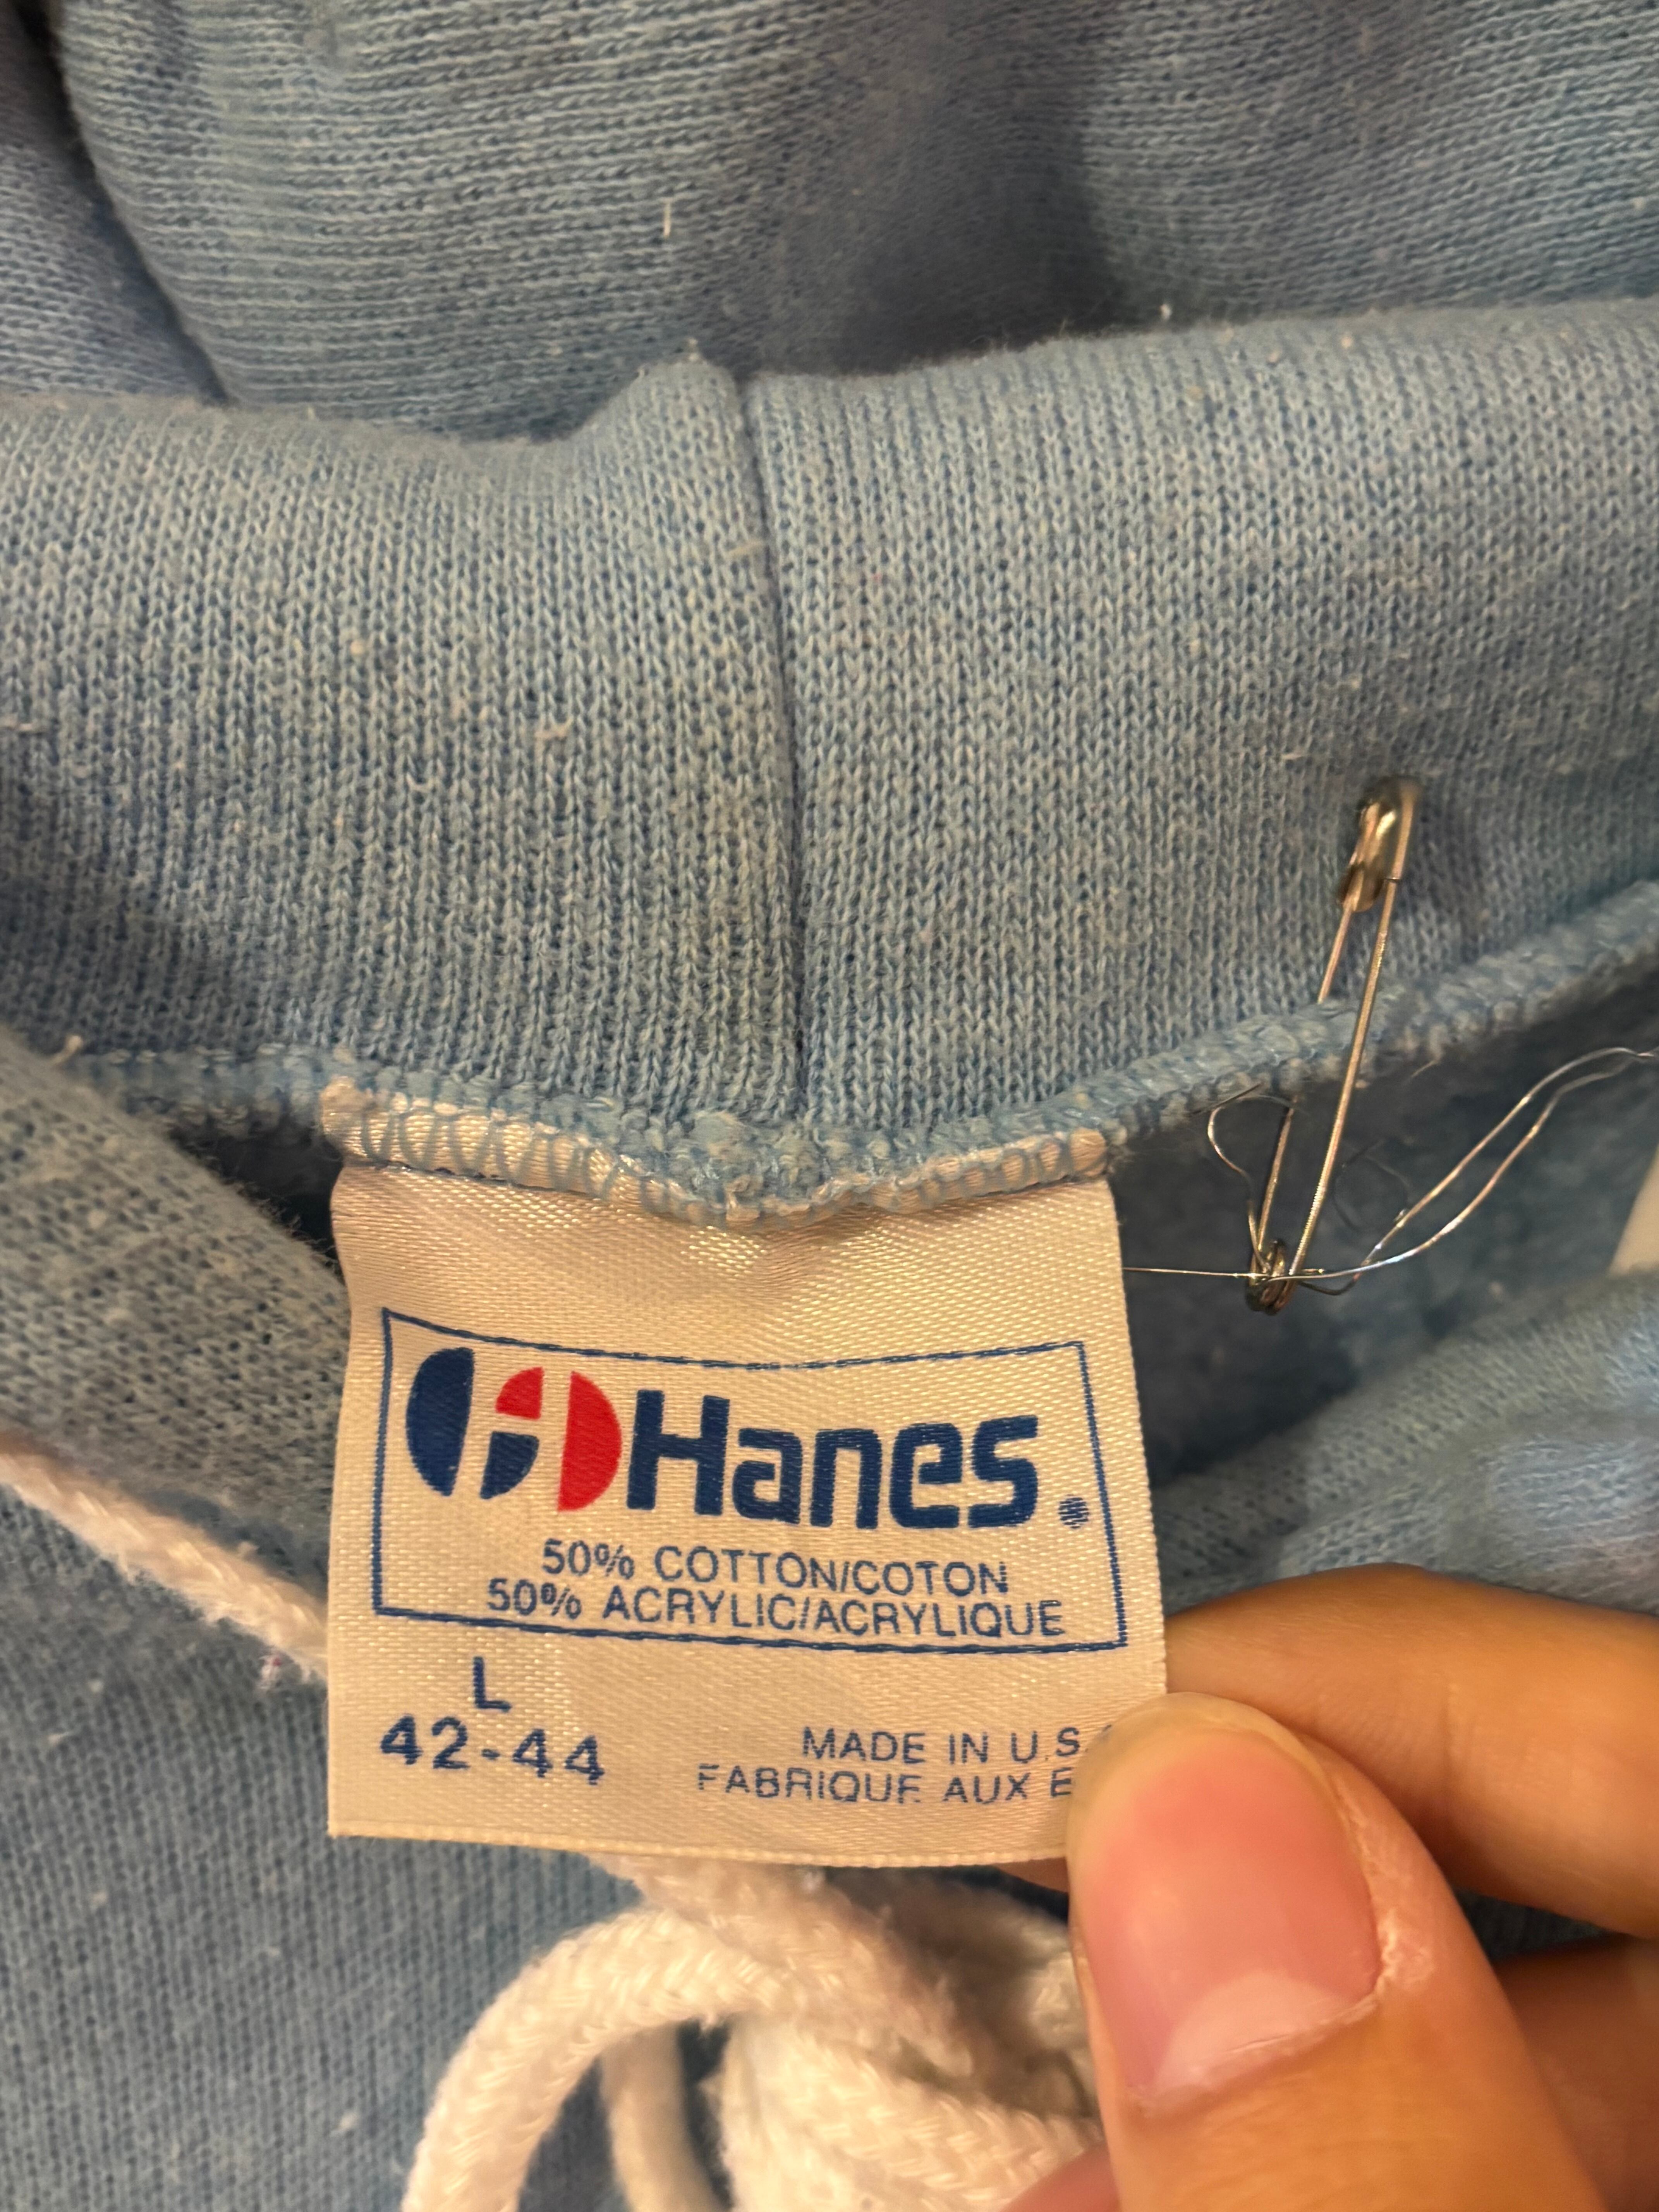 Hanes®
50% COTTON/COTON
50% ACRYLIC/ACRYLIQUE
L
42-44
MADE IN U.S.
FABRIQUE AUX E